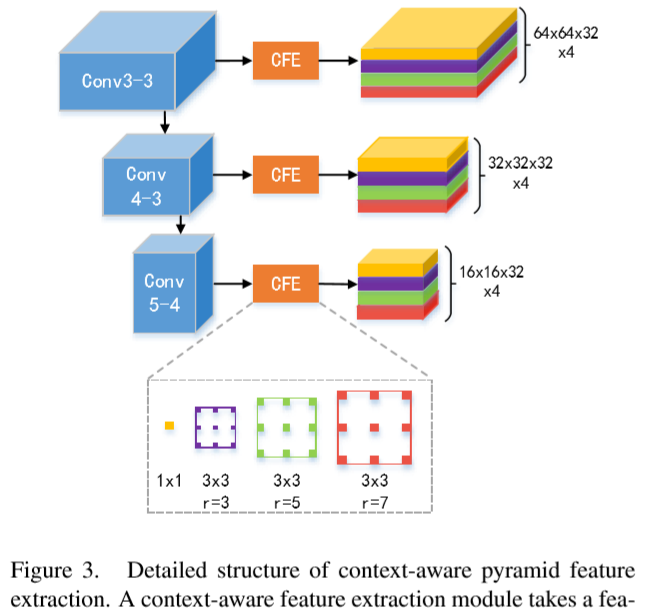 Conv3-3
CFE
64x64x32
x4
Conv
4-3
CFE
32x32x32
x4
Conv
5-4
CFE
16x16x32
x4
1x1
3x3
r=3
3x3
r=5
3x3
r=7
Figure 3. Detailed structure of context-aware pyramid feature
extraction. A context-aware feature extraction module takes a fea-